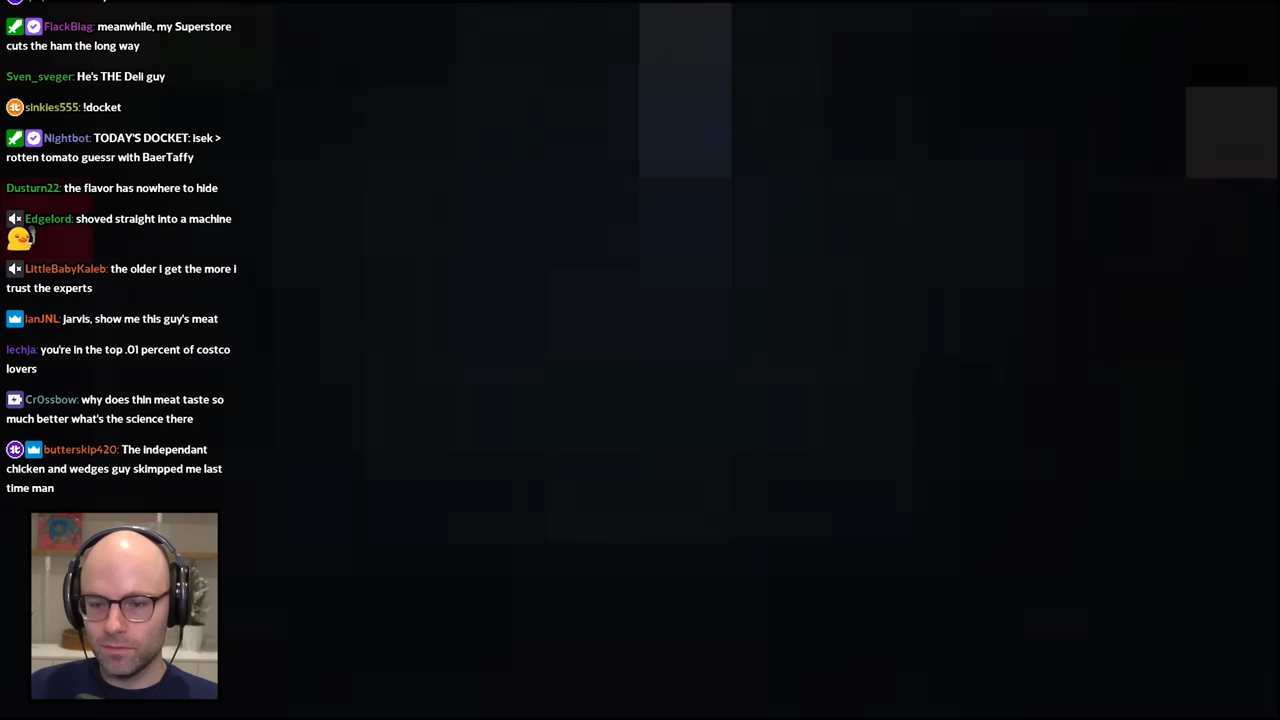 FlackBlag: meanwhile, my Superstore
cuts the ham the long way
Sven_sveger: He's THE Deli guy
sinkles555: !docket
Nightbot: TODAY'S DOCKET: isek >
rotten tomato guessr with BaerTaffy
Dusturn22: the flavor has nowhere to hide
Edgelord: shoved straight into a machine
LittleBabyKaleb: the older i get the more i
trust the experts
IanJNL: jarvis, show me this guy's meat
lechja: you're in the top .01 percent of costco
lovers
Cr0ssbow: why does thin meat taste so
much better what's the science there
butterskip420: The independant
chicken and wedges guy skimpped me last
time man